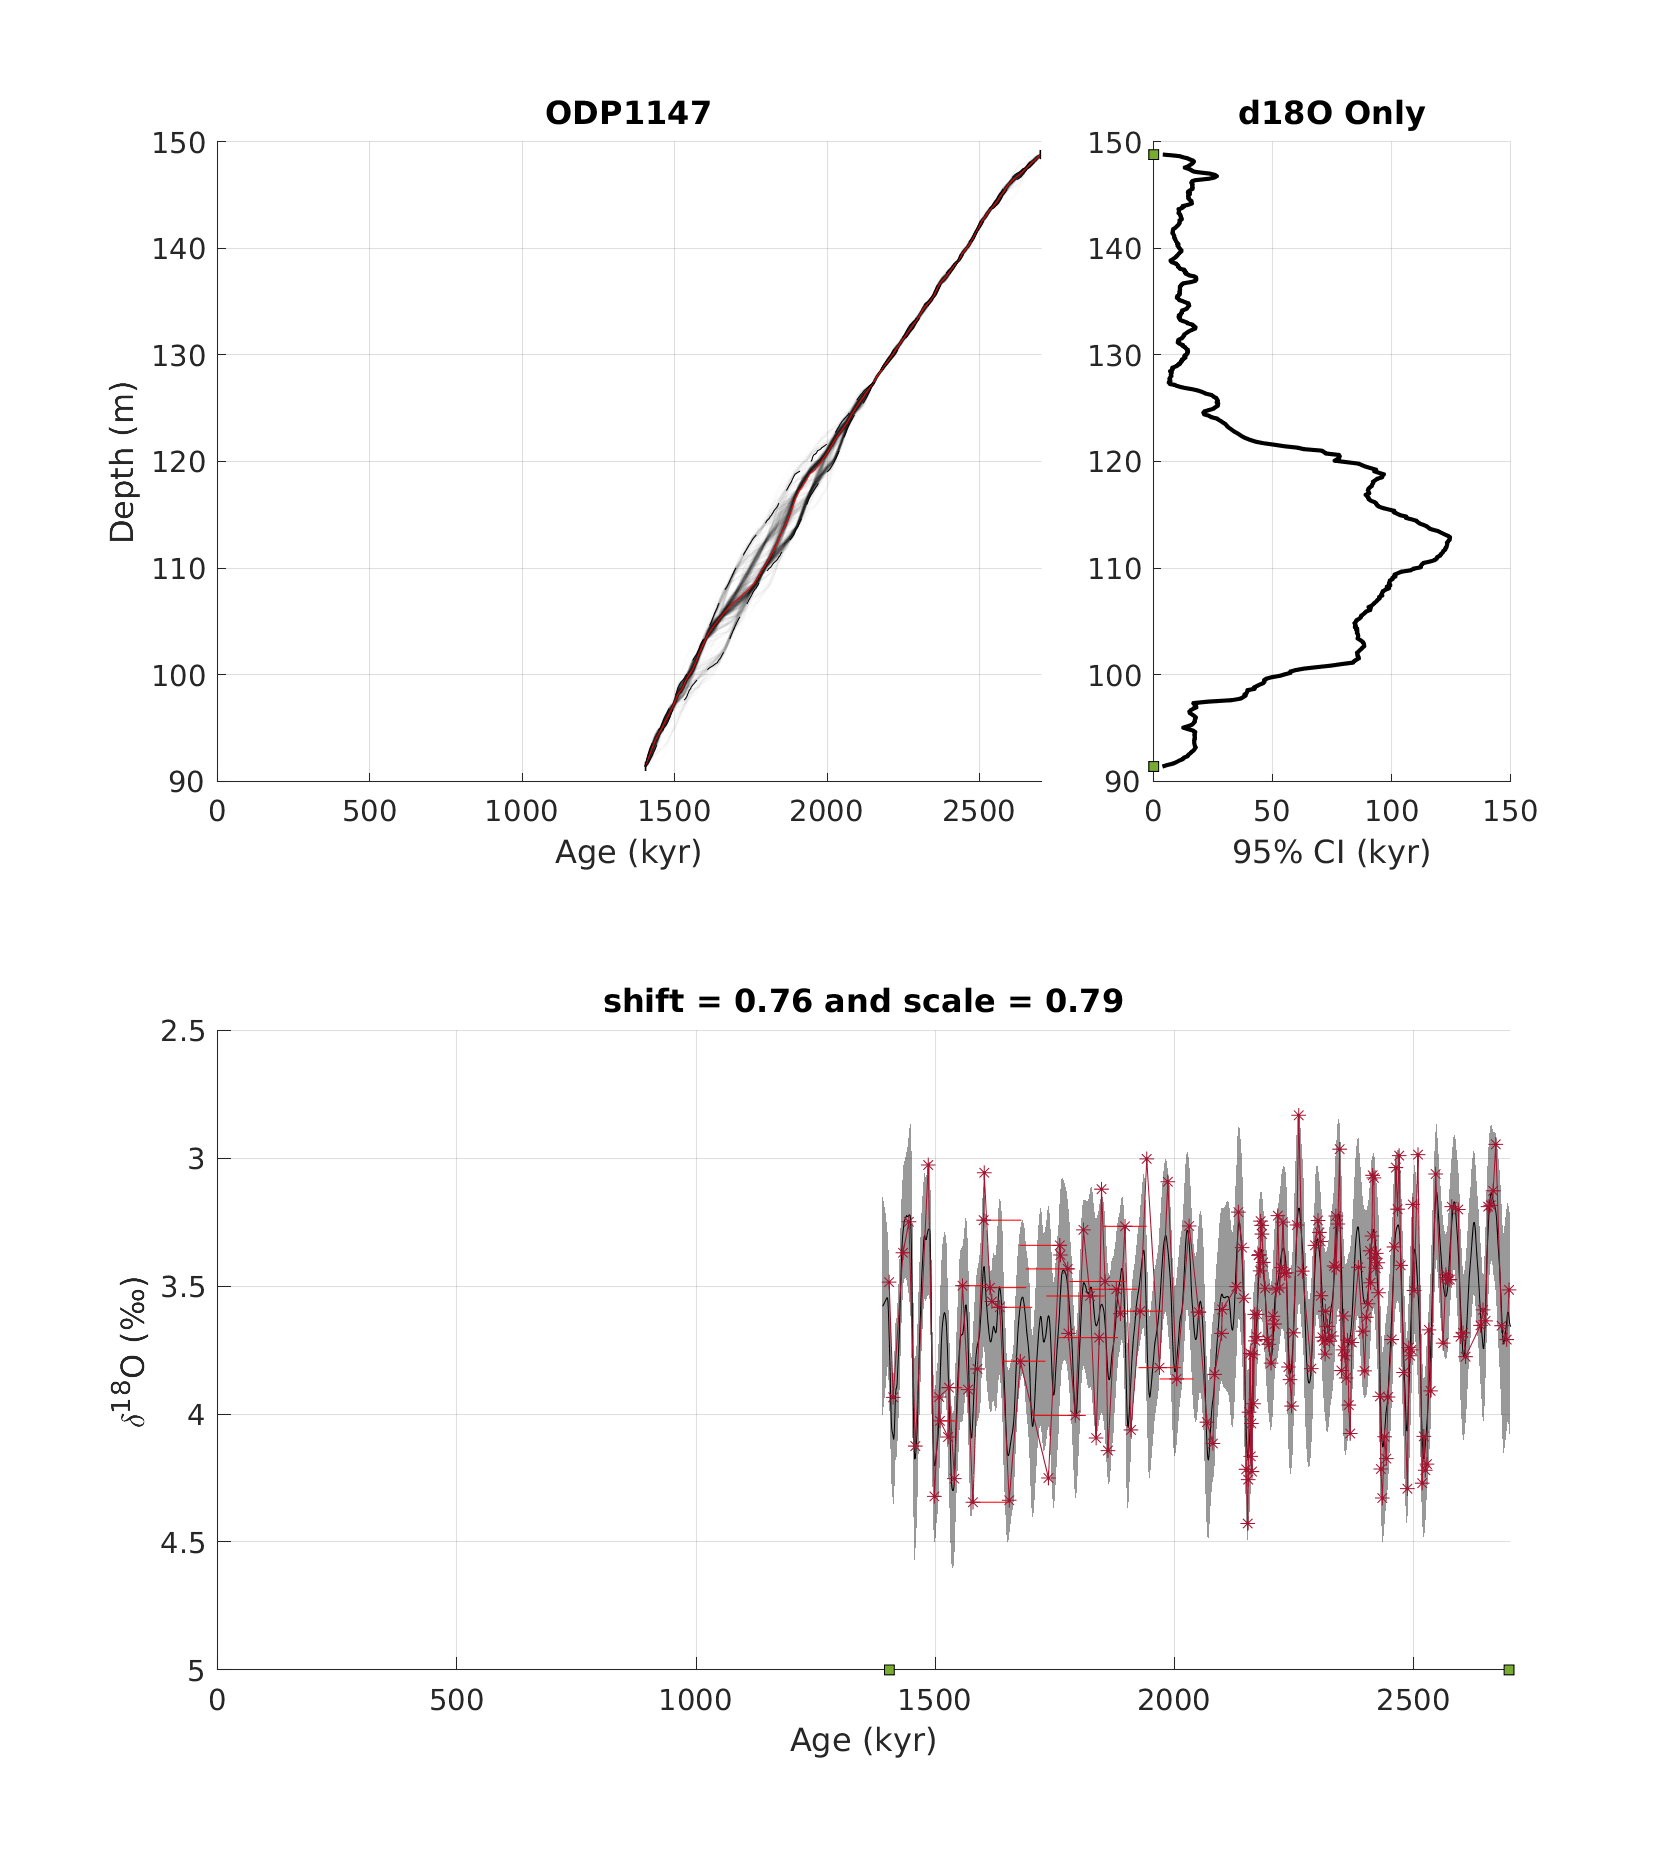 ODP1147
d18O Only
150
140
130
120
110
100
90
Depth (m)
0 500 1000 1500 2000 2500
Age (kyr)
150
140
130
120
110
100
90
0 50 100 150
95% CI (kyr)
shift = 0.76 and scale = 0.79
2.5
3
3.5
4
4.5
5
δ18O (‰)
0 500 1000 1500 2000 2500
Age (kyr)